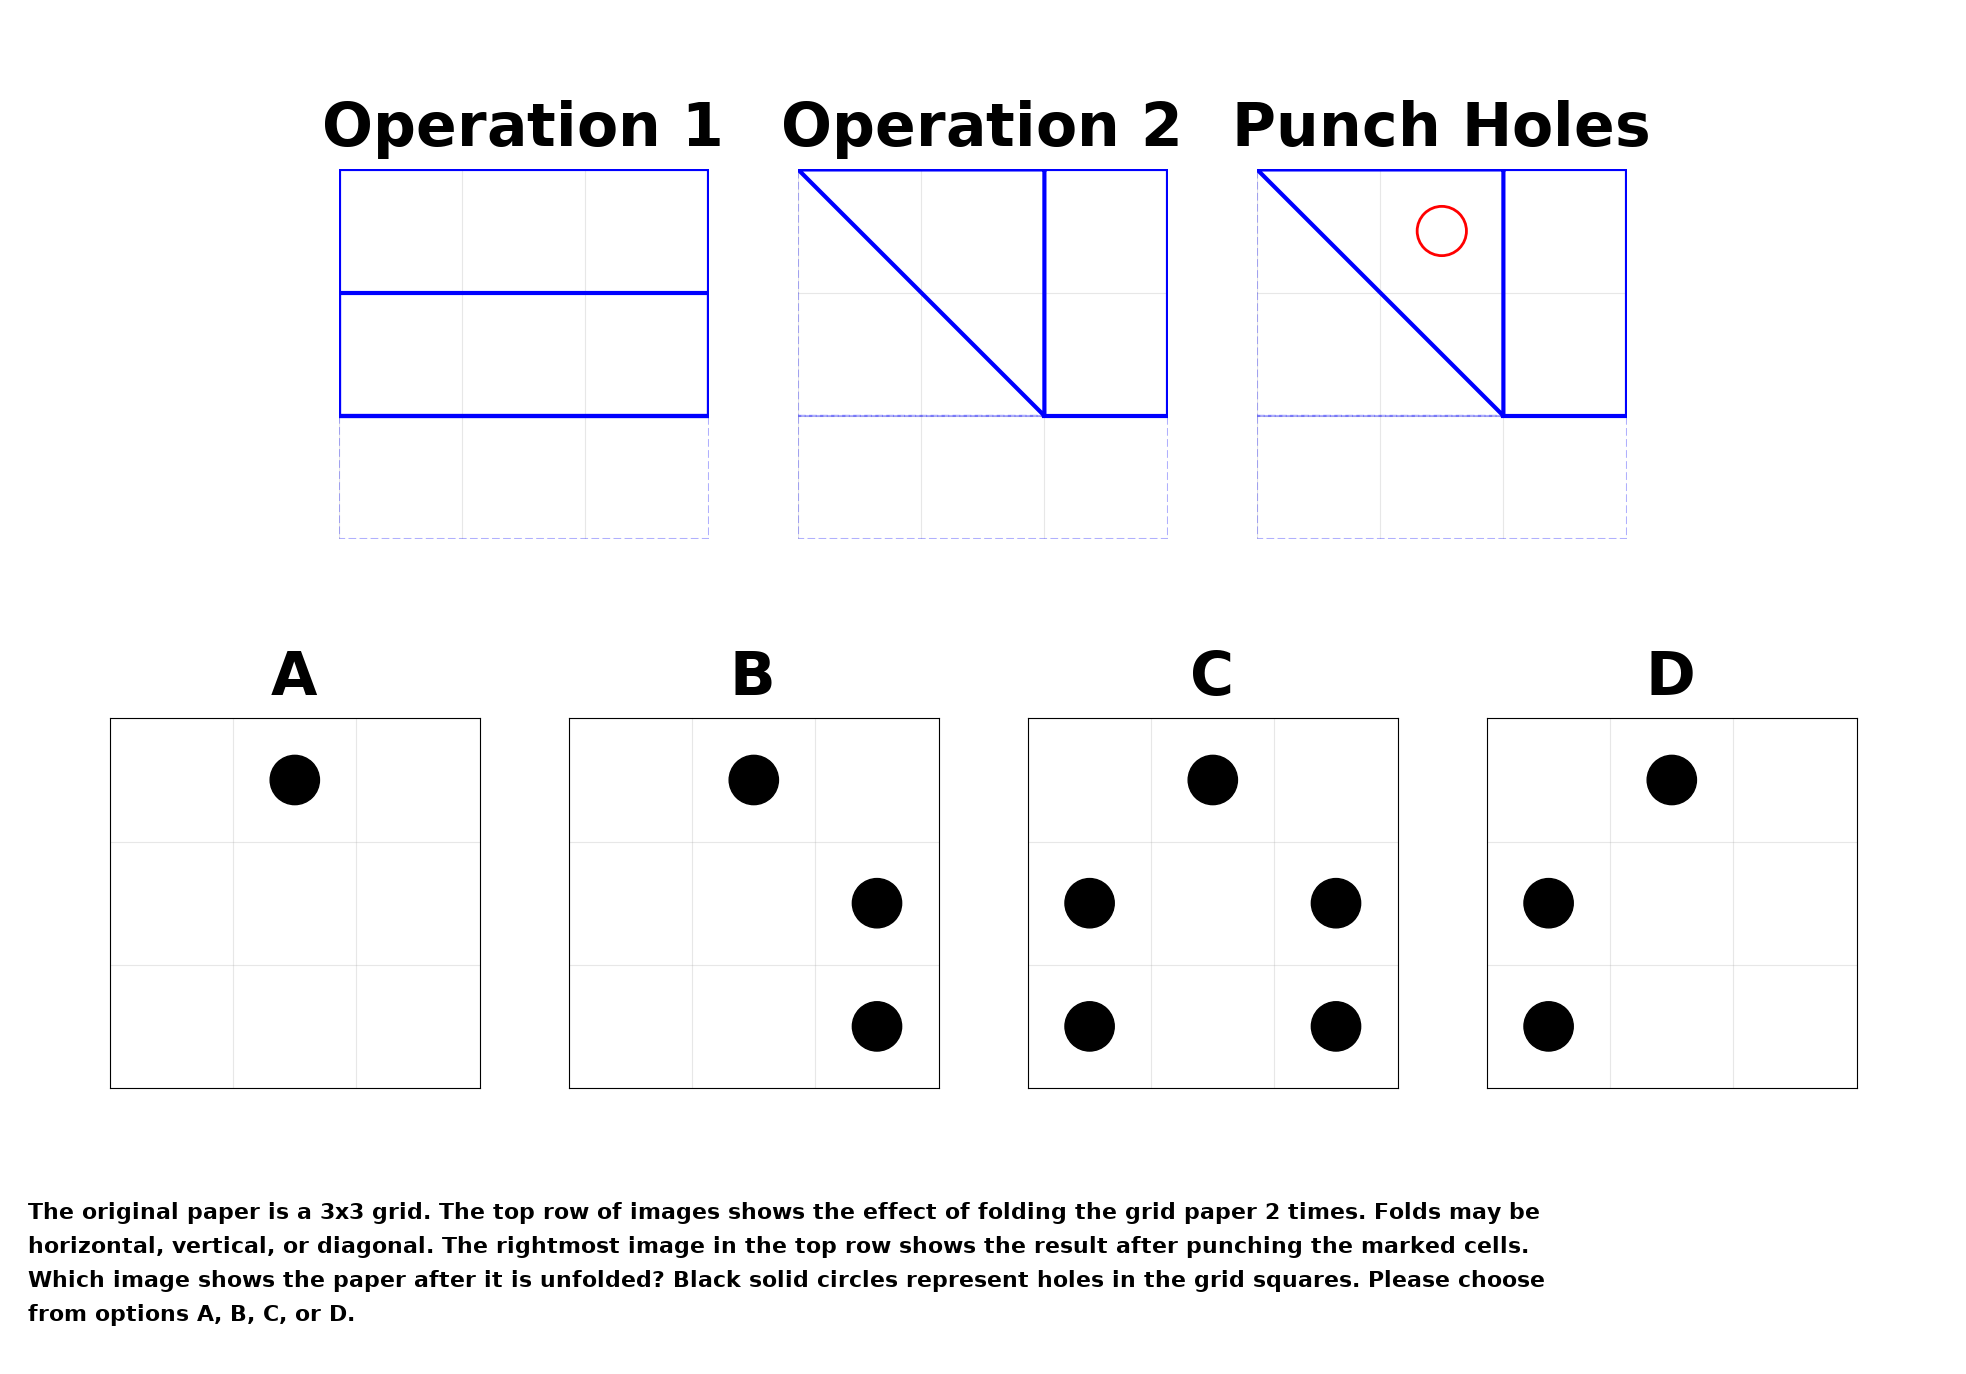 Operation 1 Operation 2 Punch Holes
A B C D
The original paper is a 3x3 grid. The top row of images shows the effect of folding the grid paper 2 times. Folds may be
horizontal, vertical, or diagonal. The rightmost image in the top row shows the result after punching the marked cells.
Which image shows the paper after it is unfolded? Black solid circles represent holes in the grid squares. Please choose
from options A, B, C, or D.